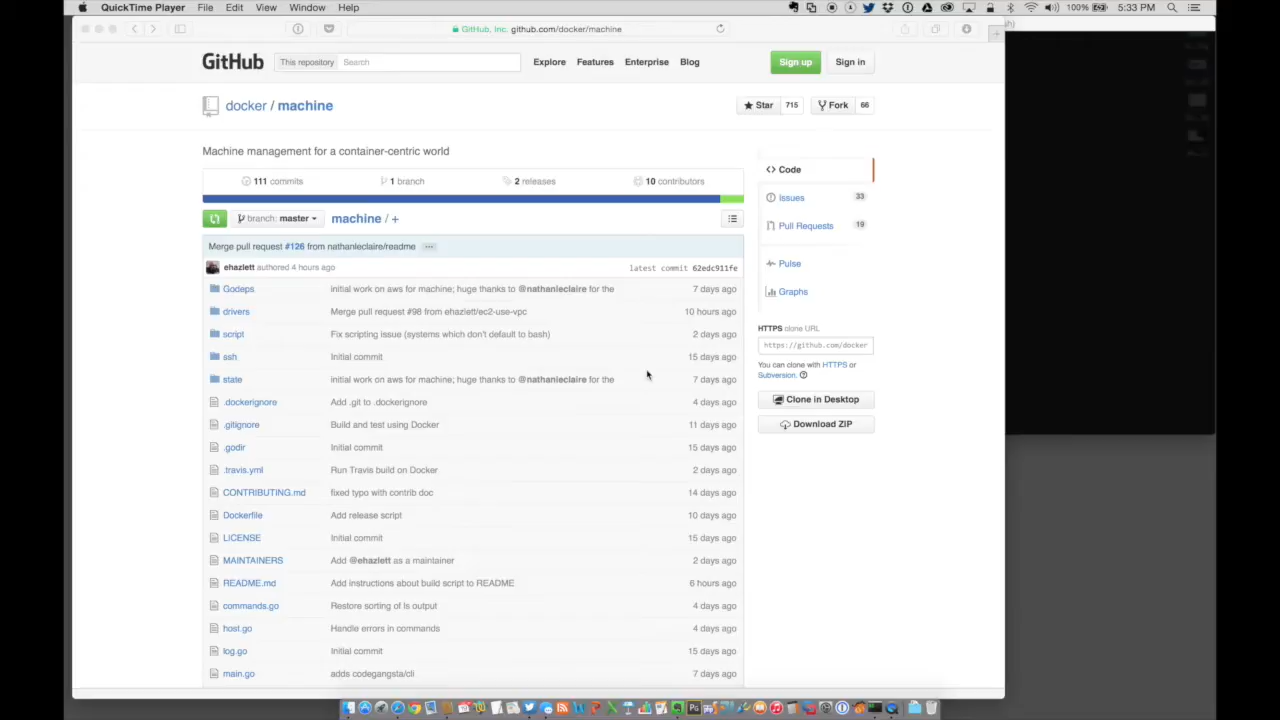 QuickTime Player File Edit View Window Help 100% 5:33 PM
GitHub, Inc. github.com/docker/machine
GitHub This repository Search Explore Features Enterprise Blog Sign up Sign in
docker / machine Star 715 Fork 66
Machine management for a container-centric world
111 commits 1 branch 2 releases 10 contributors
branch: master machine / +
Merge pull request #126 from nathanleclaire/readme ...
ehazlett authored 4 hours ago latest commit 62edc911fe
Godeps initial work on aws for machine; huge thanks to @nathanleclaire for the 7 days ago
drivers Merge pull request #98 from ehazlett/ec2-use-vpc 10 hours ago
script Fix scripting issue (systems which don't default to bash) 2 days ago
ssh Initial commit 15 days ago
state initial work on aws for machine; huge thanks to @nathanleclaire for the 7 days ago
.dockerignore Add .git to .dockerignore 4 days ago
.gitignore Build and test using Docker 11 days ago
.godir Initial commit 15 days ago
.travis.yml Run Travis build on Docker 2 days ago
CONTRIBUTING.md fixed typo with contrib doc 14 days ago
Dockerfile Add release script 10 days ago
LICENSE Initial commit 15 days ago
MAINTAINERS Add @ehazlett as a maintainer 2 days ago
README.md Add instructions about build script to README 6 hours ago
commands.go Restore sorting of ls output 4 days ago
host.go Handle errors in commands 4 days ago
log.go Initial commit 15 days ago
main.go adds codegangsta/cli 7 days ago
Code
Issues 33
Pull Requests 19
Pulse
Graphs
HTTPS clone URL
https://github.com/docker
You can clone with HTTPS or
Subversion.
Clone in Desktop
Download ZIP